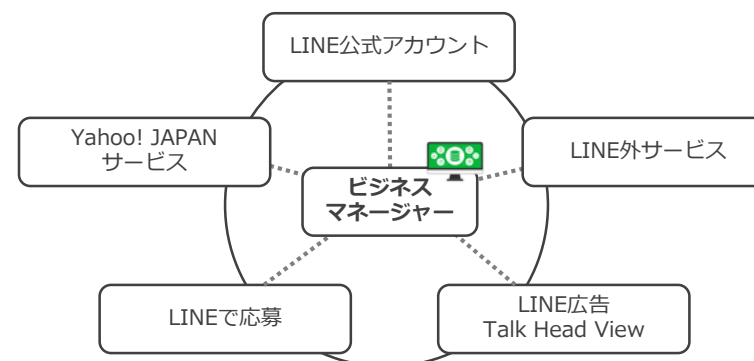 LINE公式アカウント
Yahoo! JAPAN
サービス
LINE外サービス
ビジネス
マネージャー
LINEで応募
LINE広告
Talk Head View